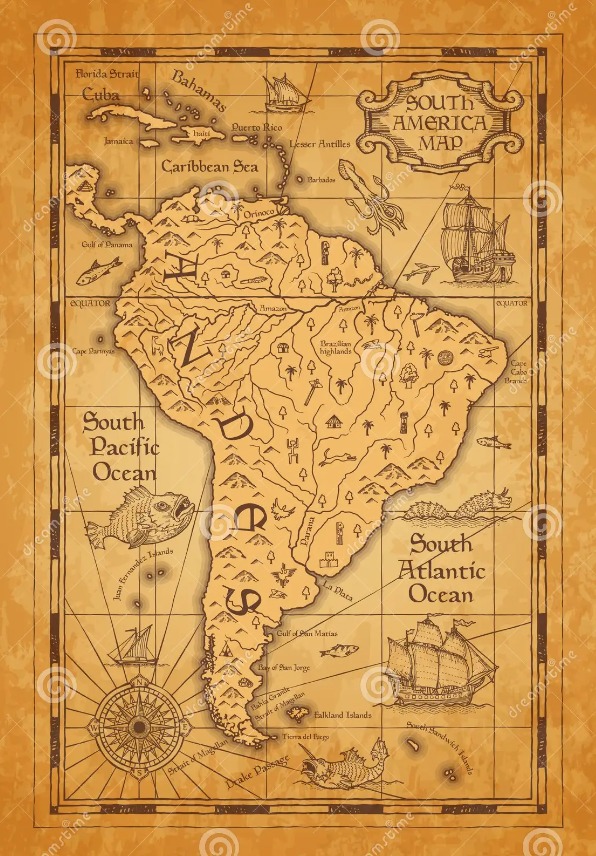 Florida Strait
Bahamas
Cuba
SOUTH
AMERICA
MAP
Haiti
Puerto Rico
Jamaica
Lesser Antilles
Caribbean Sea
Barbados
Orinoco
Gulf of Panama
A
EQUATOR
EQUATOR
Amazon
Amazon
N
Brazilian
highlands
Cape Parinyas
Cape
Cabo
Branco
South
Pacific
Ocean
D
e
Parana
South
Atlantic
Ocean
Juan Fernandez Islands
La Plata
S
Gulf of San Mattas
Bay of San Jorge
Bahia Grande
Strait of Magellan
Falkland Islands
South Sandwich Islands
Tierra del Fuego
Strait of Magellan
Drake Passage
N
W
E
S
dreamstime